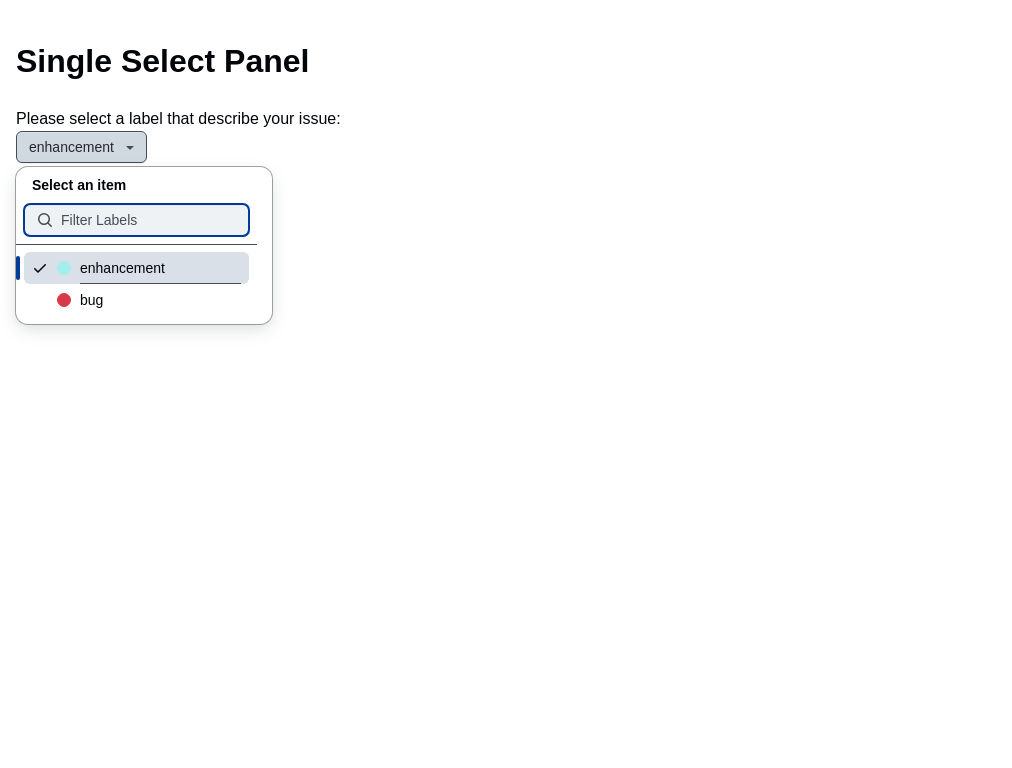 Single Select Panel
Please select a label that describe your issue:
enhancement
Select an item
Filter Labels
enhancement
bug